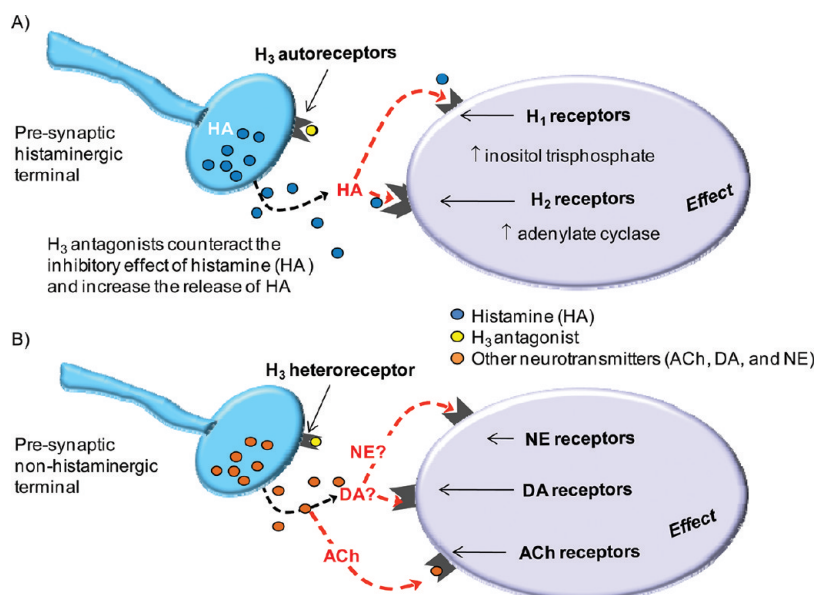 A)
H₃ autoreceptors
HA
Pre-synaptic
histaminergic
terminal
H₁ receptors
↑ inositol trisphosphate
HA
H₂ receptors
Effect
↑ adenylate cyclase
H₃ antagonists counteract the
inhibitory effect of histamine (HA)
and increase the release of HA
Histamine (HA)
H₃ antagonist
Other neurotransmitters (ACh, DA, and NE)
B)
H₃ heteroreceptor
Pre-synaptic
non-histaminergic
terminal
NE?
NE receptors
DA?
DA receptors
Effect
ACh
ACh receptors